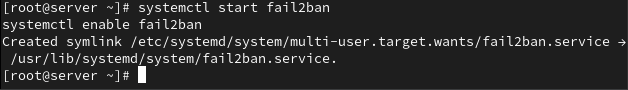 [root@server ~]# systemctl start fail2ban
systemctl enable fail2ban
Created symlink /etc/systemd/system/multi-user.target.wants/fail2ban.service →
 /usr/lib/systemd/system/fail2ban.service.
[root@server ~]#